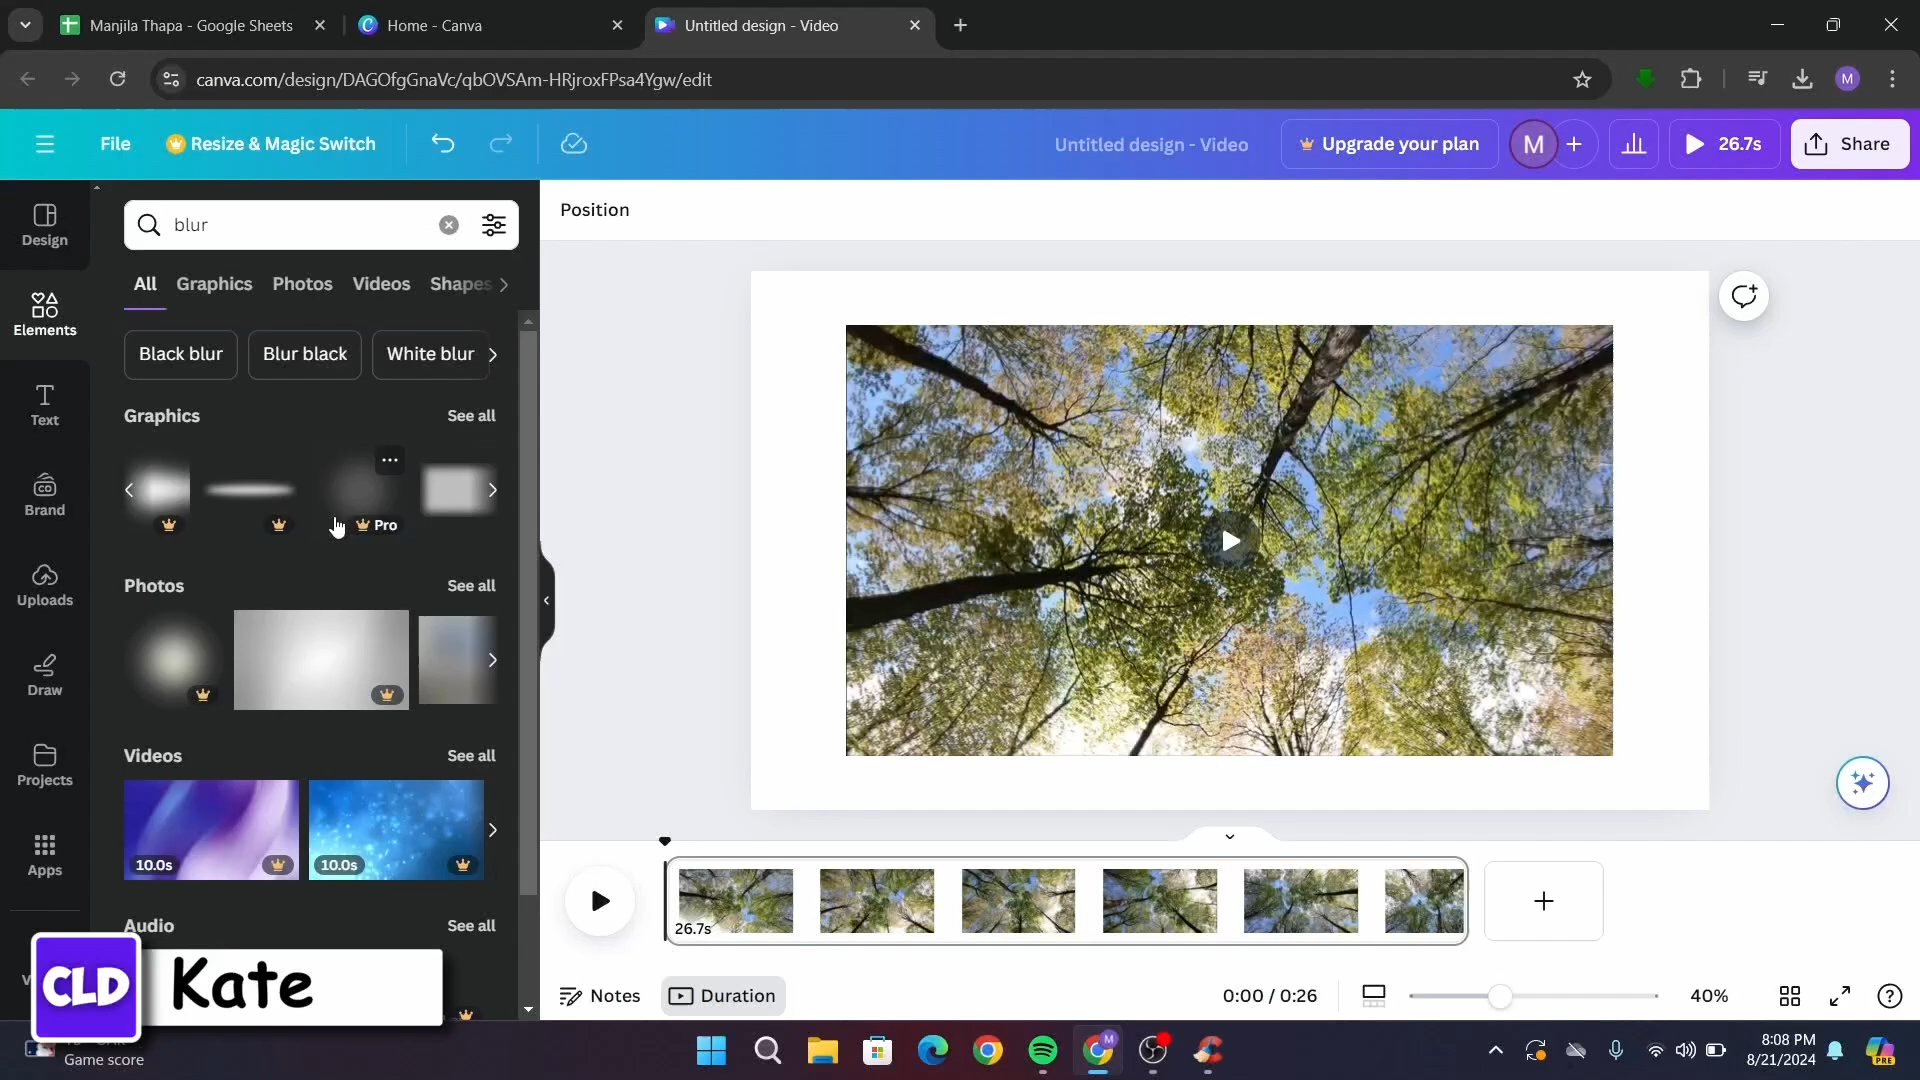 Manjila Thapa - Google Sheets
Home - Canva
Untitled design - Video
canva.com/design/DAGOfgGnaVc/qbOVSAm-HRjroxFPsa4Ygw/edit
M
File
Resize & Magic Switch
Untitled design - Video
Upgrade your plan
M
26.7s
Share
Design
Elements
Text
Brand
Uploads
Draw
Projects
Apps
blur
All Graphics Photos Videos Shapes
Black blur
Blur black
White blur
Graphics
See all
Pro
Photos
See all
Videos
See all
10.0s
10.0s
Audio
See all
Position
26.7s
Notes
Duration
0:00 / 0:26
40%
CLD
Kate
Game score
8:08 PM
8/21/2024
PRE